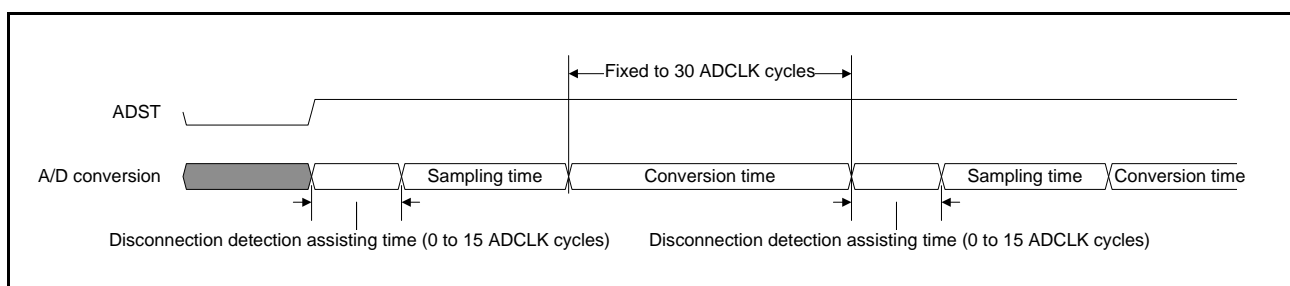 Fixed to 30 ADCLK cycles
ADST
A/D conversion
Sampling time
Conversion time
Sampling time
Conversion time
Disconnection detection assisting time (0 to 15 ADCLK cycles)
Disconnection detection assisting time (0 to 15 ADCLK cycles)